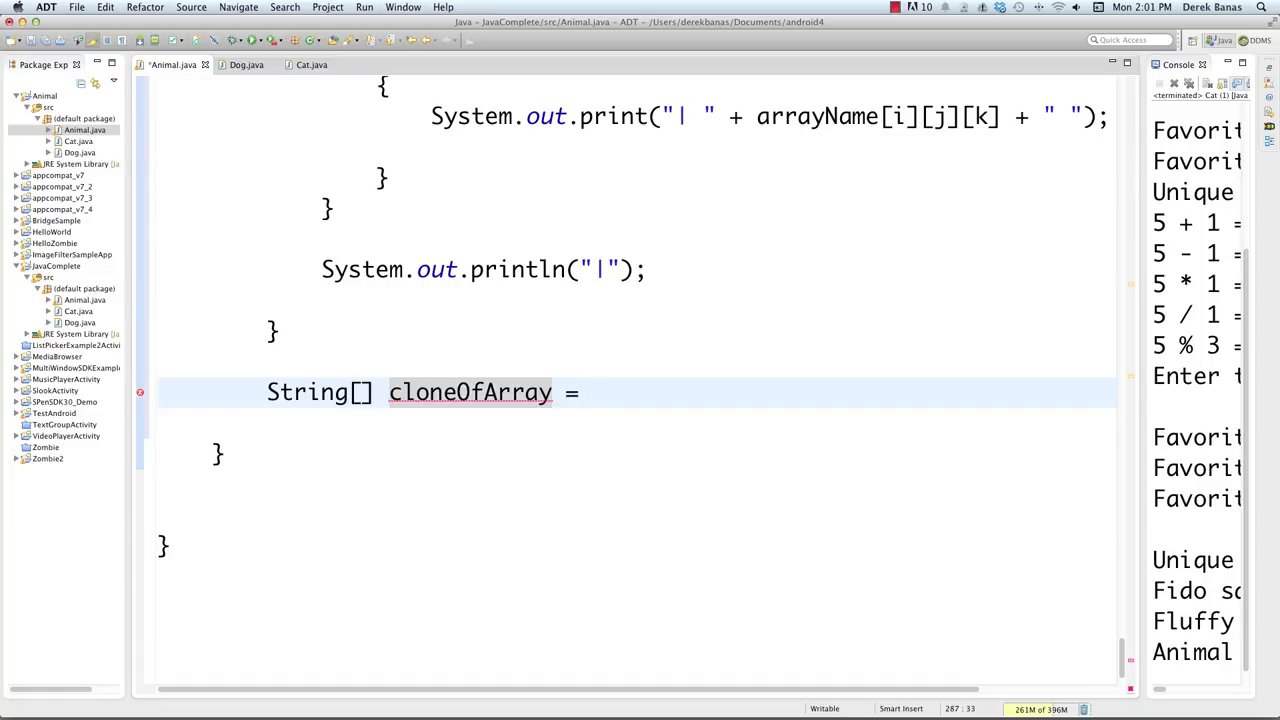 ADT File Edit Refactor Source Navigate Search Project Run Window Help 10 Mon 2:01 PM Derek Banas
Java – JavaComplete/src/Animal.java – ADT – /Users/derekbanas/Documents/android4
Quick Access Java DDMS
Package Exp *Animal.java Dog.java Cat.java Console
Animal
src
(default package)
Animal.java
Cat.java
Dog.java
JRE System Library [Ja
appcompat_v7
appcompat_v7_2
appcompat_v7_3
appcompat_v7_4
BridgeSample
HelloWorld
HelloZombie
ImageFilterSampleApp
JavaComplete
src
(default package)
Animal.java
Cat.java
Dog.java
JRE System Library [Ja
ListPickerExample2Activi
MediaBrowser
MultiWindowSDKExample
MusicPlayerActivity
SlookActivity
SPenSDK30_Demo
TestAndroid
TextGroupActivity
VideoPlayerActivity
Zombie
Zombie2
{
System.out.print("| " + arrayName[i][j][k] + " ");
}
}
System.out.println("|");
}
String[] cloneOfArray =
}
}
<terminated> Cat (1) [Java
Favorit
Favorit
Unique
5 + 1 =
5 - 1 =
5 * 1 =
5 / 1 =
5 % 3 =
Enter t
Favorit
Favorit
Favorit
Unique
Fido sa
Fluffy
Animal
Writable Smart Insert 287 : 33 261M of 396M